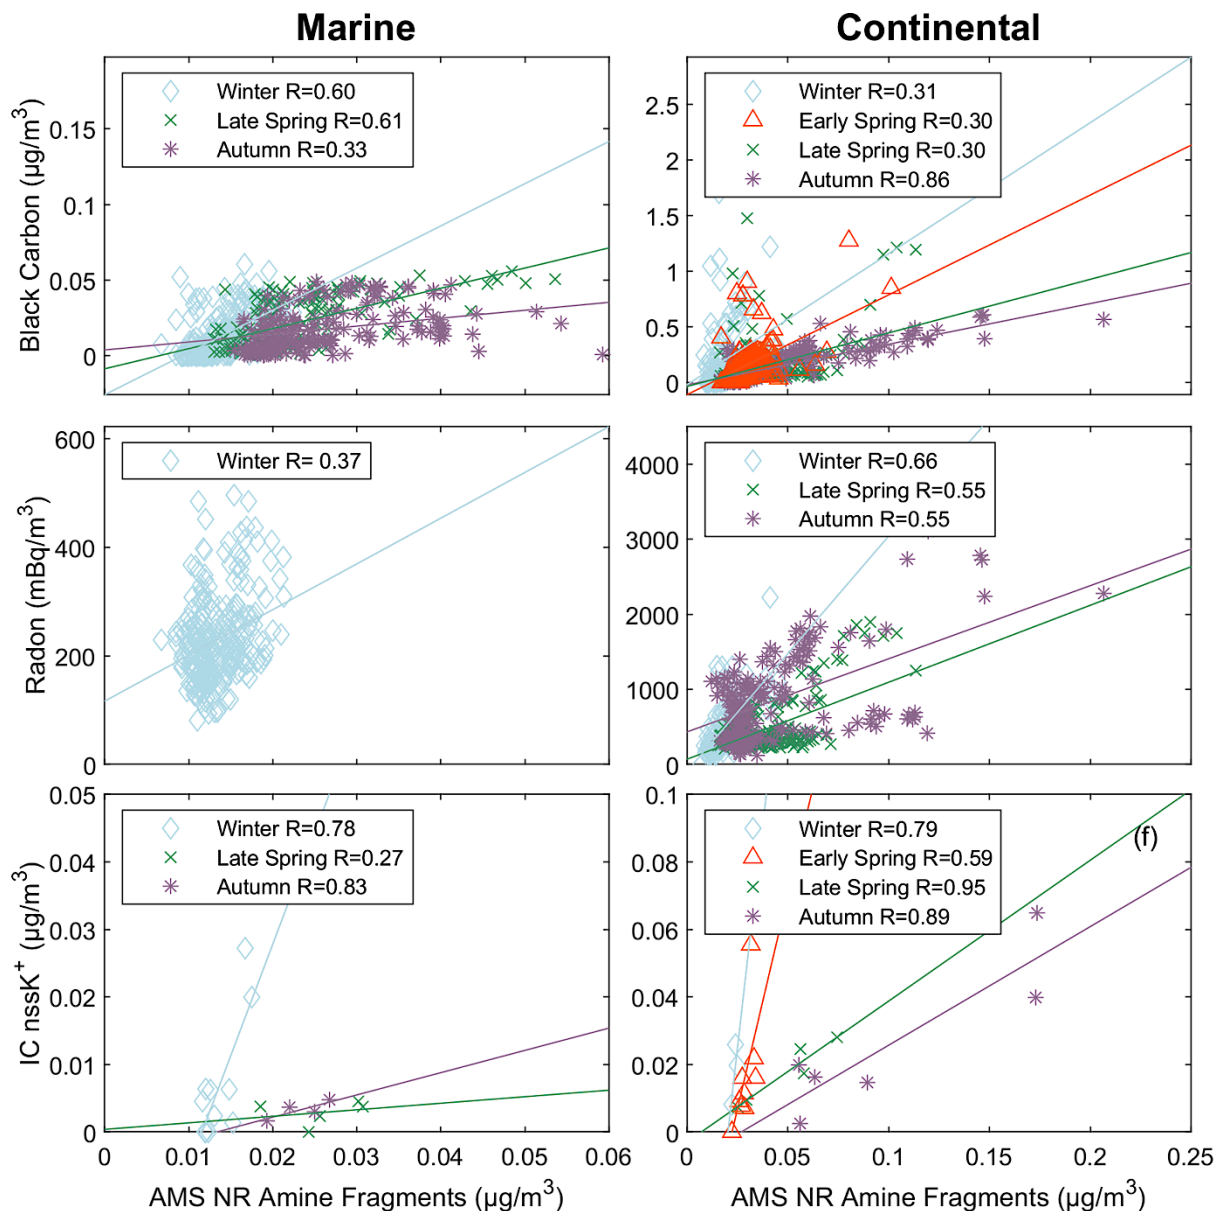 Marine
Continental
Black Carbon (µg/m³)
0.15
0.1
0.05
0
Winter R=0.60
Late Spring R=0.61
Autumn R=0.33
2.5
2
1.5
1
0.5
0
Winter R=0.31
Early Spring R=0.30
Late Spring R=0.30
Autumn R=0.86
Radon (mBq/m³)
600
400
200
0
Winter R= 0.37
4000
3000
2000
1000
0
Winter R=0.66
Late Spring R=0.55
Autumn R=0.55
IC nssK⁺ (µg/m³)
0.05
0.04
0.03
0.02
0.01
0
Winter R=0.78
Late Spring R=0.27
Autumn R=0.83
0 0.01 0.02 0.03 0.04 0.05 0.06
AMS NR Amine Fragments (µg/m³)
0.1
0.08
0.06
0.04
0.02
0
Winter R=0.79
Early Spring R=0.59
Late Spring R=0.95
Autumn R=0.89
(f)
0 0.05 0.1 0.15 0.2 0.25
AMS NR Amine Fragments (µg/m³)